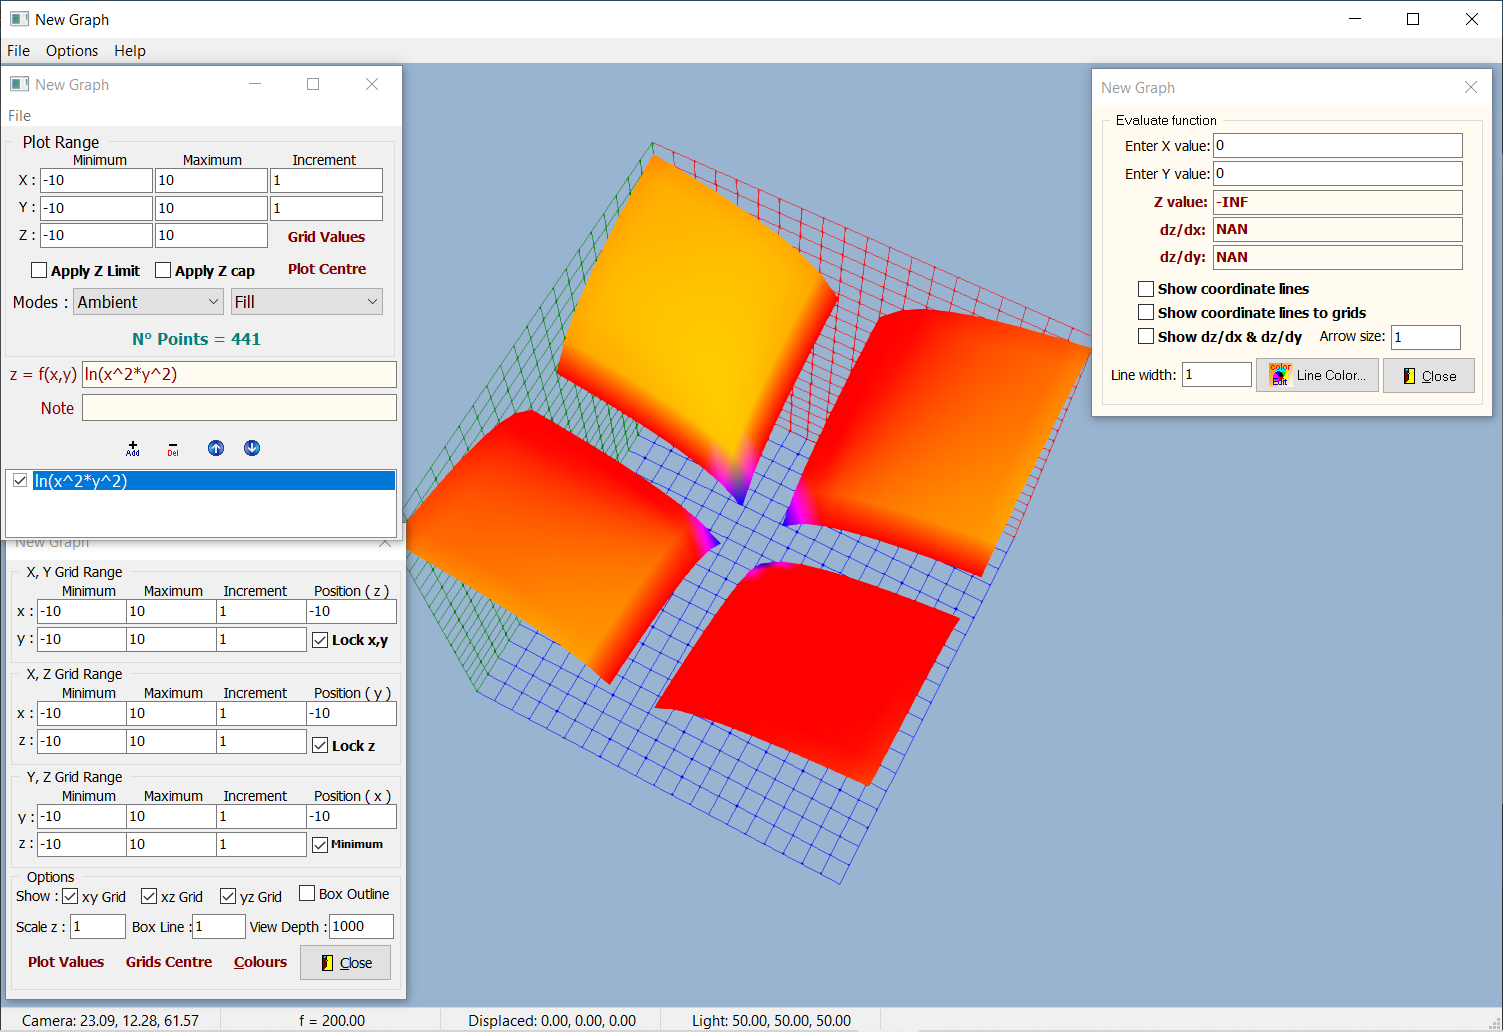 New Graph
File Options Help
New Graph
File
Plot Range
Minimum Maximum Increment
X : -10 10 1
Y : -10 10 1
Z : -10 10 Grid Values
Apply Z Limit Apply Z cap Plot Centre
Modes : Ambient Fill
Nº Points = 441
z = f(x,y) ln(x^2*y^2)
Note
Add Del
ln(x^2*y^2)
New Graph
X, Y Grid Range
Minimum Maximum Increment Position ( z )
x : -10 10 1 -10
y : -10 10 1 Lock x,y
X, Z Grid Range
Minimum Maximum Increment Position ( y )
x : -10 10 1 -10
z : -10 10 1 Lock z
Y, Z Grid Range
Minimum Maximum Increment Position ( x )
y : -10 10 1 -10
z : -10 10 1 Minimum
Options
Show : xy Grid xz Grid yz Grid Box Outline
Scale z : 1 Box Line : 1 View Depth : 1000
Plot Values Grids Centre Colours Close
New Graph
Evaluate function
Enter X value: 0
Enter Y value: 0
Z value: -INF
dz/dx: NAN
dz/dy: NAN
Show coordinate lines
Show coordinate lines to grids
Show dz/dx & dz/dy Arrow size: 1
Line width: 1 color Edit Line Color... Close
Camera: 23.09, 12.28, 61.57 f = 200.00 Displaced: 0.00, 0.00, 0.00 Light: 50.00, 50.00, 50.00